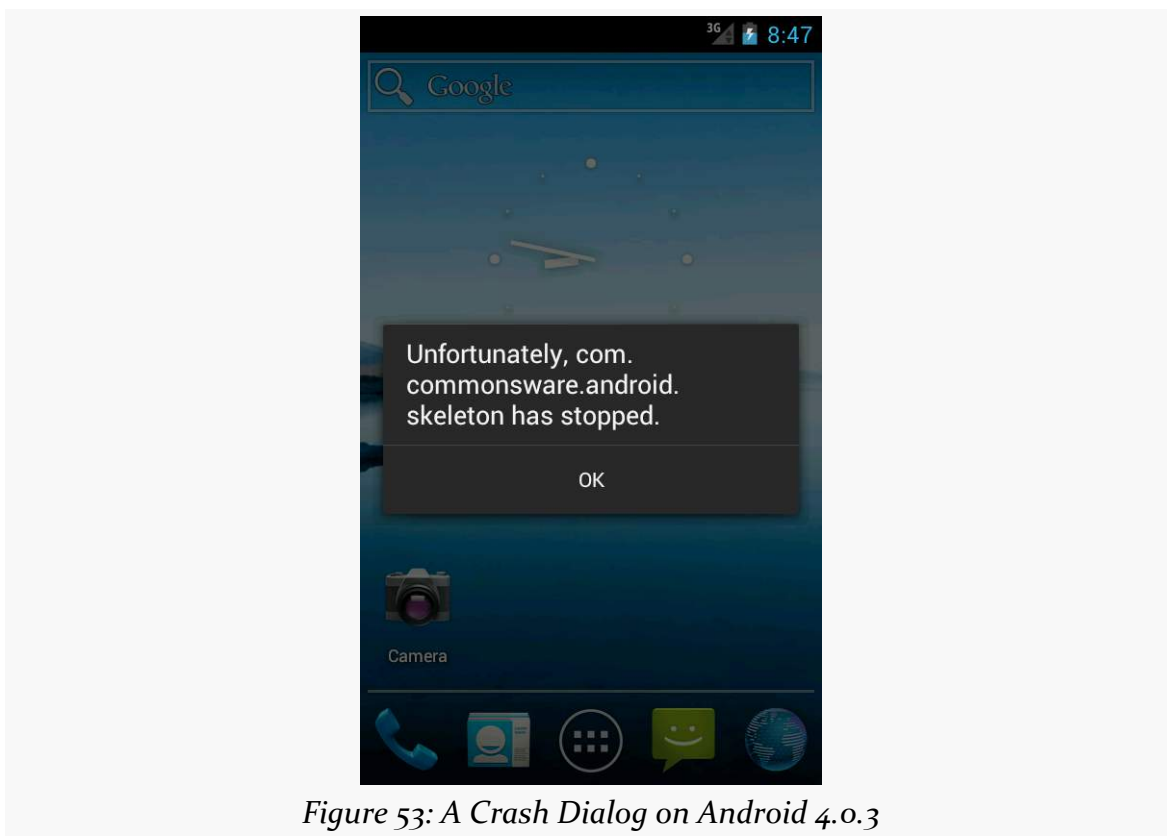 3G 8:47
Google
Unfortunately, com.
commonsware.android.
skeleton has stopped.
OK
Camera
Figure 53: A Crash Dialog on Android 4.0.3